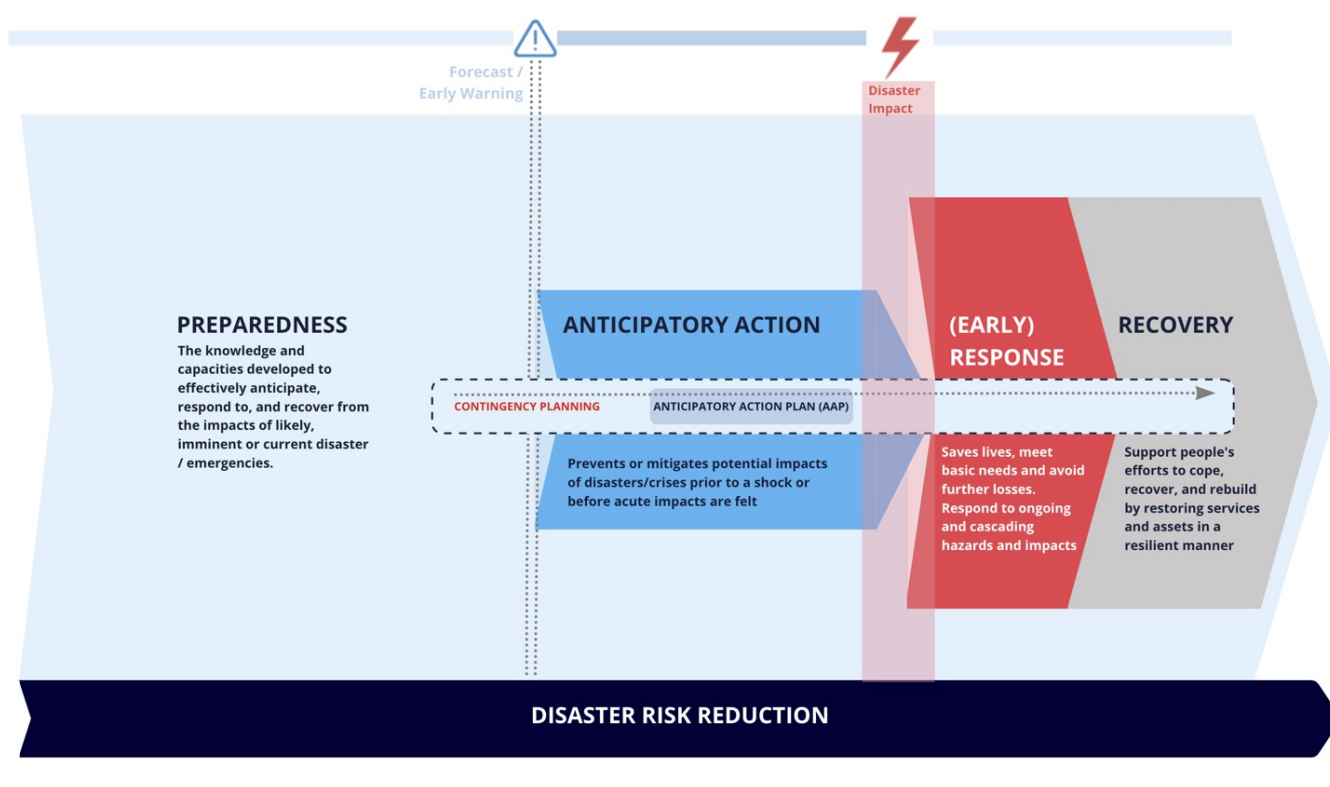 Forecast /
Early Warning
Disaster
Impact
PREPAREDNESS
The knowledge and
capacities developed to
effectively anticipate,
respond to, and recover from
the impacts of likely,
imminent or current disaster
/ emergencies.
ANTICIPATORY ACTION
(EARLY)
RESPONSE
RECOVERY
CONTINGENCY PLANNING
ANTICIPATORY ACTION PLAN (AAP)
Prevents or mitigates potential impacts
of disasters/crises prior to a shock or
before acute impacts are felt
Saves lives, meet
basic needs and avoid
further losses.
Respond to ongoing
and cascading
hazards and impacts
Support people's
efforts to cope,
recover, and rebuild
by restoring services
and assets in a
resilient manner
DISASTER RISK REDUCTION